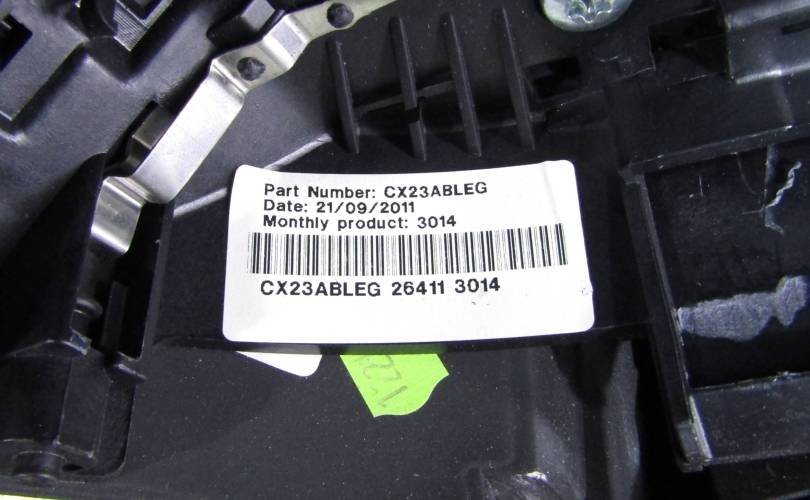 Part Number: CX23ABLEG
Date: 21/09/2011
Monthly product: 3014
CX23ABLEG 26411 3014